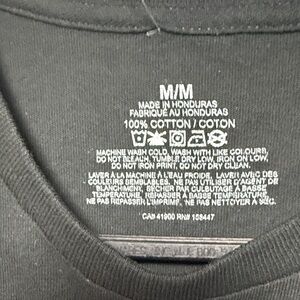 M/M
MADE IN HONDURAS
FABRIQUÉ AU HONDURAS
100% COTTON / COTON
MACHINE WASH COLD, WASH WITH LIKE COLOURS,
DO NOT BLEACH, TUMBLE DRY LOW, IRON ON LOW,
DO NOT IRON PRINT, DO NOT DRY CLEAN.
LAVER À LA MACHINE À L'EAU FROIDE, LAVER AVEC DES
COULEURS SEMBLABLES, NE PAS UTILISER D'AGENT DE
BLANCHIMENT, SÉCHER PAR CULBUTAGE À BASSE
TEMPÉRATURE, REPASSER À BASSE TEMPÉRATURE,
NE PAS REPASSER L'IMPRIMÉ, NE PAS NETTOYER À SEC.
CA# 41900 RN# 158447